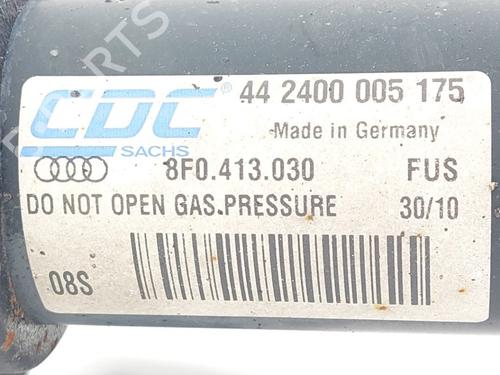 CDC 44 2400 005 175
SACHS Made in Germany
8F0.413.030 FUS
DO NOT OPEN GAS.PRESSURE 30/10
08S